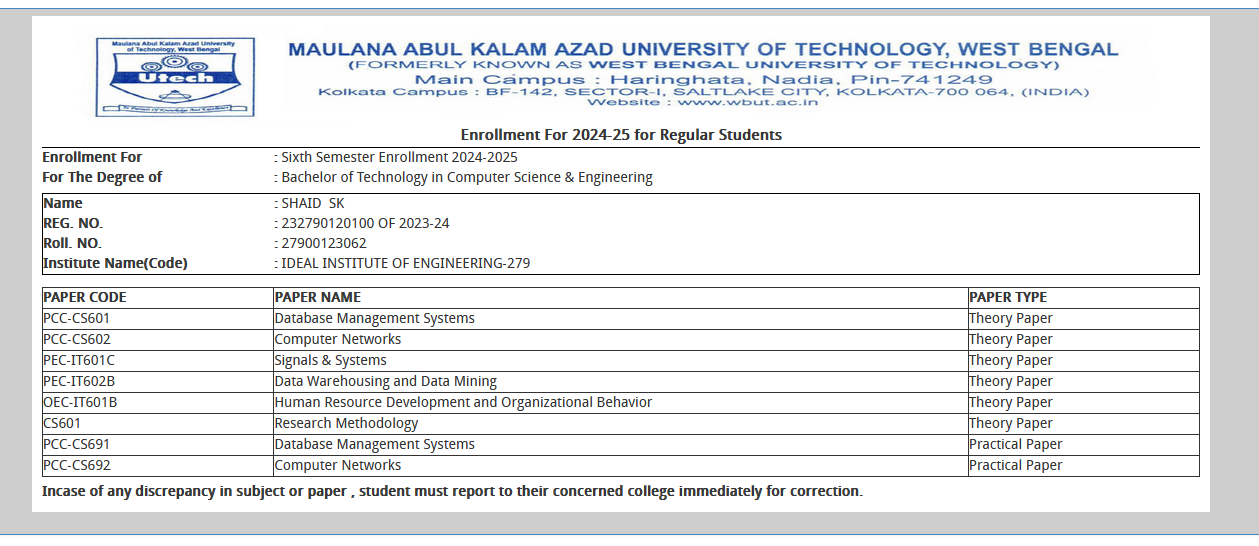 Maulana Abul Kalam Azad University
of Technology, West Bengal
Utech
In Pursuit of Knowledge And Excellence
MAULANA ABUL KALAM AZAD UNIVERSITY OF TECHNOLOGY, WEST BENGAL
(FORMERLY KNOWN AS WEST BENGAL UNIVERSITY OF TECHNOLOGY)
Main Campus : Haringhata, Nadia, Pin-741249
Kolkata Campus : BF-142, SECTOR-I, SALTLAKE CITY, KOLKATA-700 064, (INDIA)
Website : www.wbut.ac.in
Enrollment For 2024-25 for Regular Students
Enrollment For : Sixth Semester Enrollment 2024-2025
For The Degree of : Bachelor of Technology in Computer Science & Engineering
Name : SHAID SK
REG. NO. : 232790120100 OF 2023-24
Roll. NO. : 27900123062
Institute Name(Code) : IDEAL INSTITUTE OF ENGINEERING-279
PAPER CODE PAPER NAME PAPER TYPE
PCC-CS601 Database Management Systems Theory Paper
PCC-CS602 Computer Networks Theory Paper
PEC-IT601C Signals & Systems Theory Paper
PEC-IT602B Data Warehousing and Data Mining Theory Paper
OEC-IT601B Human Resource Development and Organizational Behavior Theory Paper
CS601 Research Methodology Theory Paper
PCC-CS691 Database Management Systems Practical Paper
PCC-CS692 Computer Networks Practical Paper
Incase of any discrepancy in subject or paper , student must report to their concerned college immediately for correction.